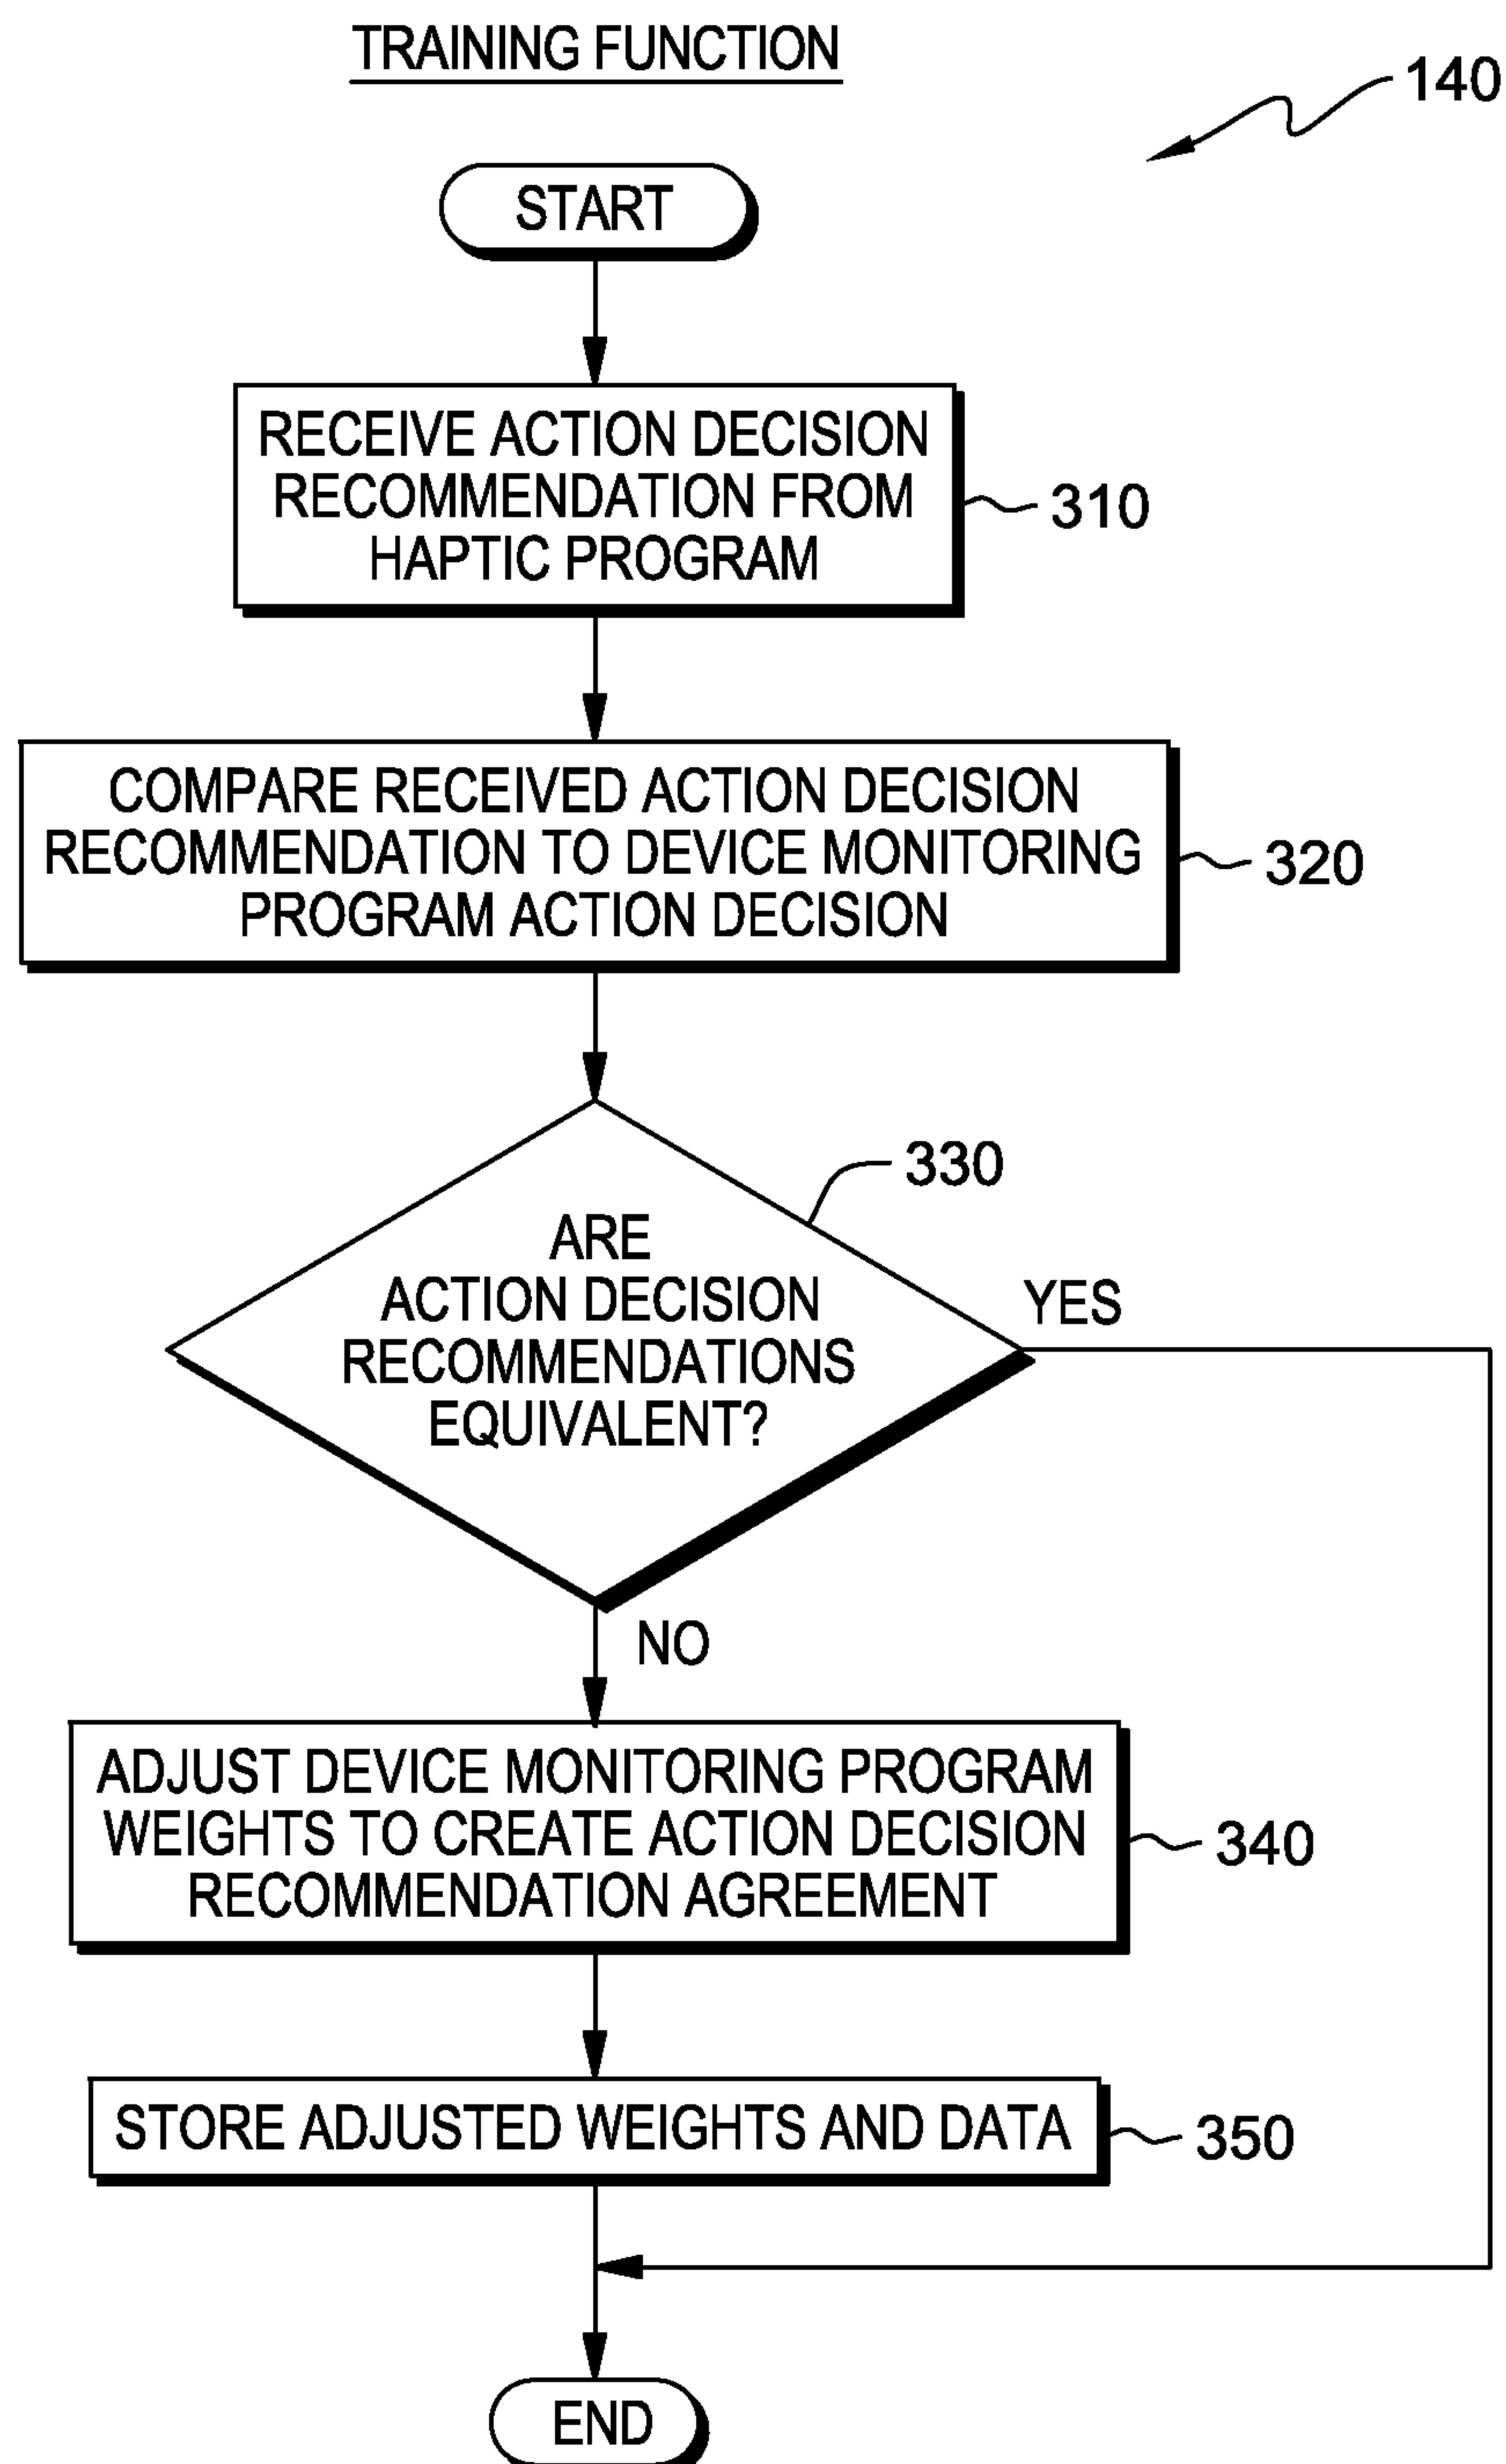 TRAINING FUNCTION
140
START
RECEIVE ACTION DECISION
RECOMMENDATION FROM
HAPTIC PROGRAM
310
COMPARE RECEIVED ACTION DECISION
RECOMMENDATION TO DEVICE MONITORING
PROGRAM ACTION DECISION
320
330
ARE
ACTION DECISION
RECOMMENDATIONS
EQUIVALENT?
YES
NO
ADJUST DEVICE MONITORING PROGRAM
WEIGHTS TO CREATE ACTION DECISION
RECOMMENDATION AGREEMENT
340
STORE ADJUSTED WEIGHTS AND DATA
350
END